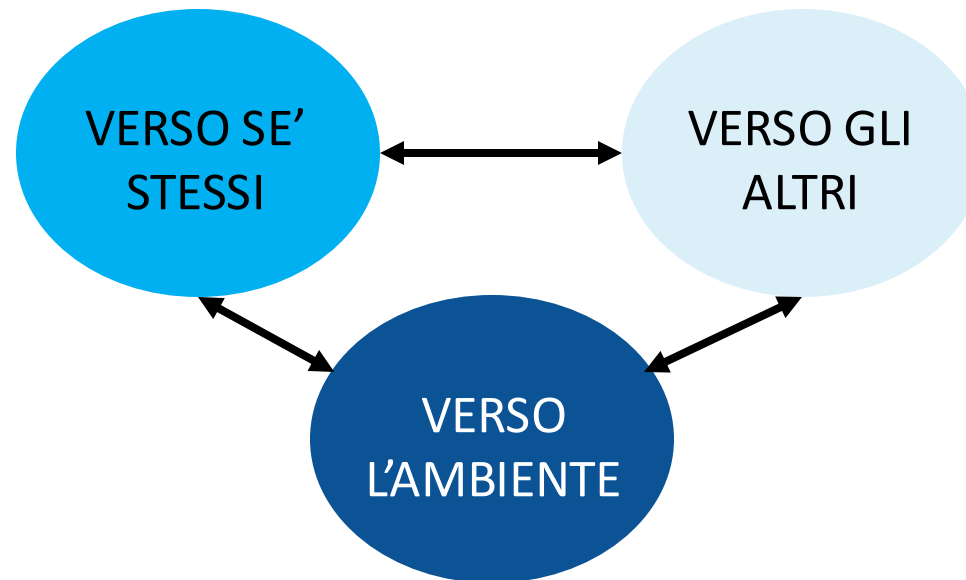 VERSO SE’
STESSI
VERSO GLI
ALTRI
VERSO
L’AMBIENTE